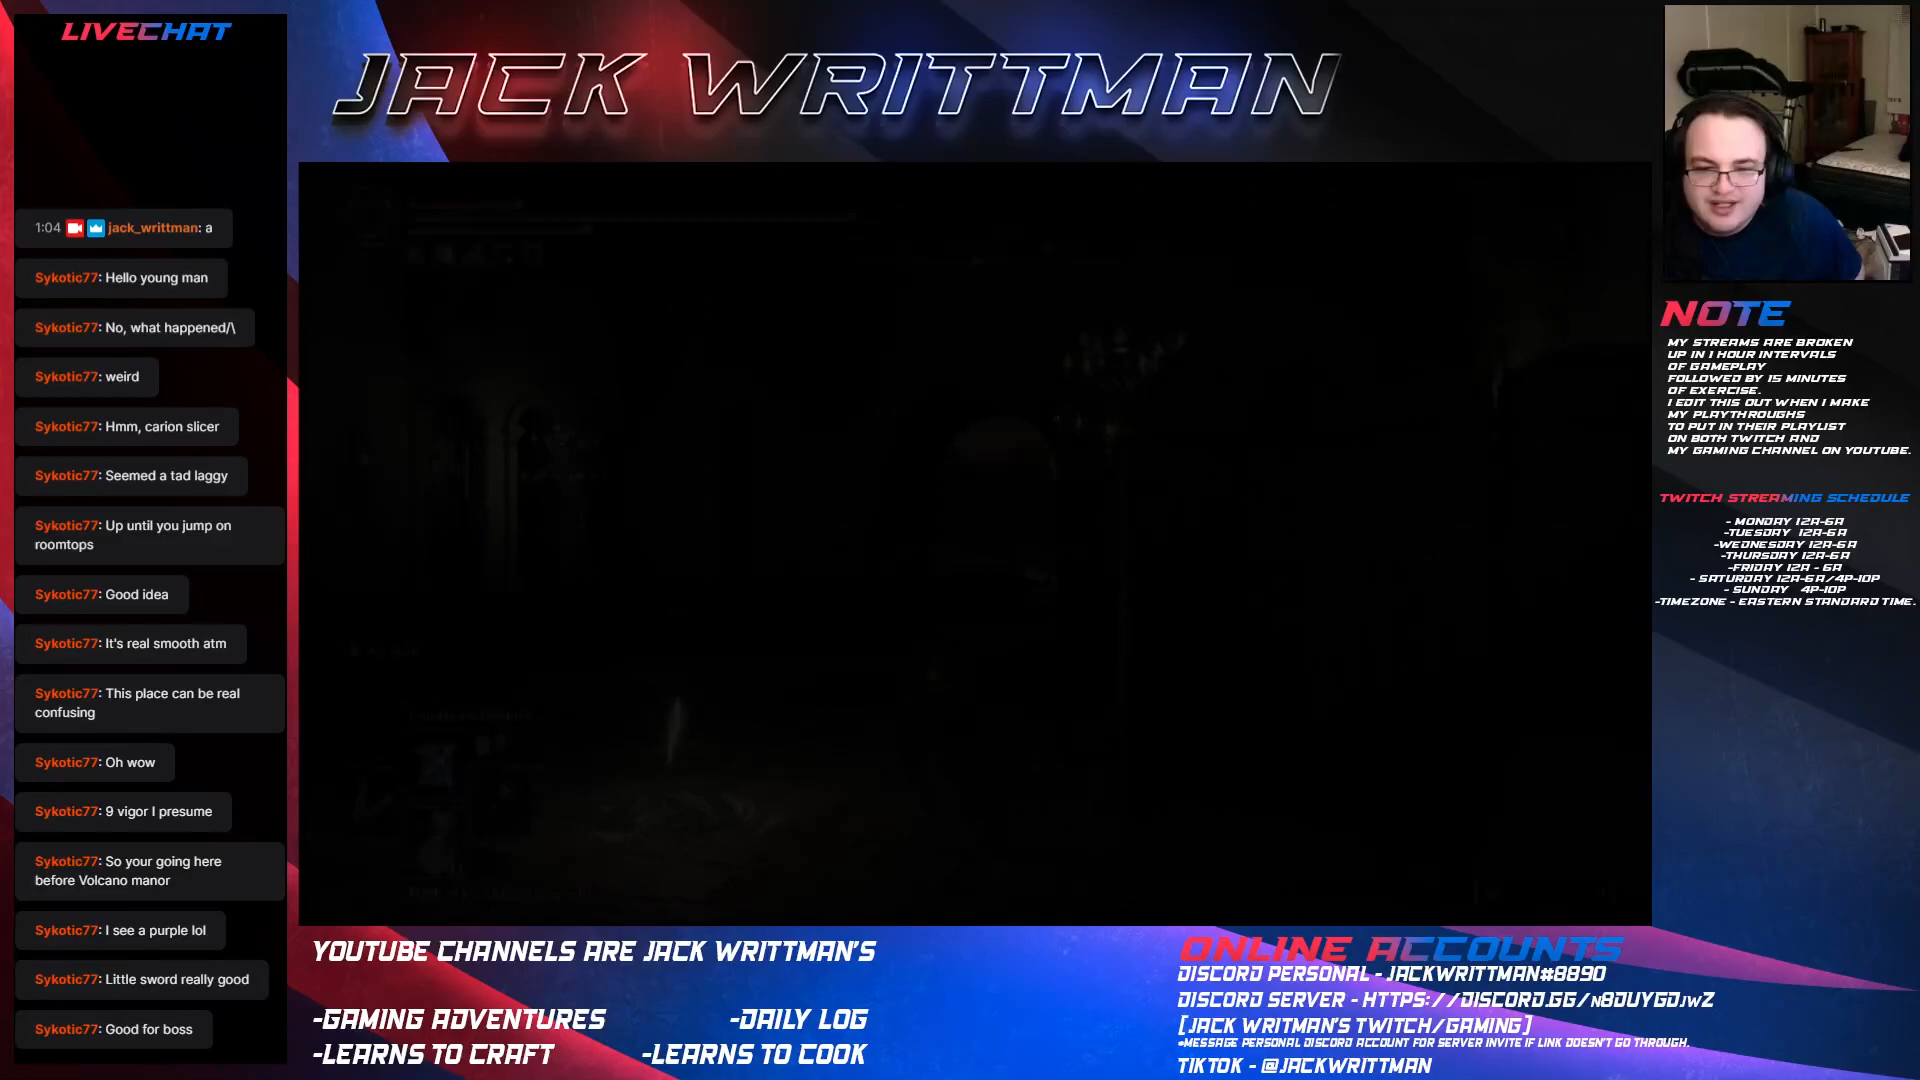 LIVECHAT
JACK WRITTMAN
1:04 jack_writtman: a
Sykotic77: Hello young man
Sykotic77: No, what happened/\
Sykotic77: weird
Sykotic77: Hmm, carion slicer
Sykotic77: Seemed a tad laggy
Sykotic77: Up until you jump on
roomtops
Sykotic77: Good idea
Sykotic77: It's real smooth atm
Sykotic77: This place can be real
confusing
Sykotic77: Oh wow
Sykotic77: 9 vigor I presume
Sykotic77: So your going here
before Volcano manor
Sykotic77: I see a purple lol
Sykotic77: Little sword really good
Sykotic77: Good for boss
NOTE
MY STREAMS ARE BROKEN
UP IN 1 HOUR INTERVALS
OF GAMEPLAY
FOLLOWED BY 15 MINUTES
OF EXERCISE.
I EDIT THIS OUT WHEN I MAKE
MY PLAYTHROUGHS
TO PUT IN THEIR PLAYLIST
ON BOTH TWITCH AND
MY GAMING CHANNEL ON YOUTUBE.
TWITCH STREAMING SCHEDULE
- MONDAY 12A-6A
-TUESDAY 12A-6A
-WEDNESDAY 12A-6A
-THURSDAY 12A-6A
-FRIDAY 12A - 6A
- SATURDAY 12A-6A/4P-10P
- SUNDAY 4P-10P
-TIMEZONE - EASTERN STANDARD TIME.
YOUTUBE CHANNELS ARE JACK WRITTMAN'S
-GAMING ADVENTURES -DAILY LOG
-LEARNS TO CRAFT -LEARNS TO COOK
ONLINE ACCOUNTS
DISCORD PERSONAL - JACKWRITTMAN#8890
DISCORD SERVER - HTTPS://DISCORD.GG/N8DUYGDJWZ
[JACK WRITMAN'S TWITCH/GAMING]
*MESSAGE PERSONAL DISCORD ACCOUNT FOR SERVER INVITE IF LINK DOESN'T GO THROUGH.
TIKTOK - @JACKWRITTMAN